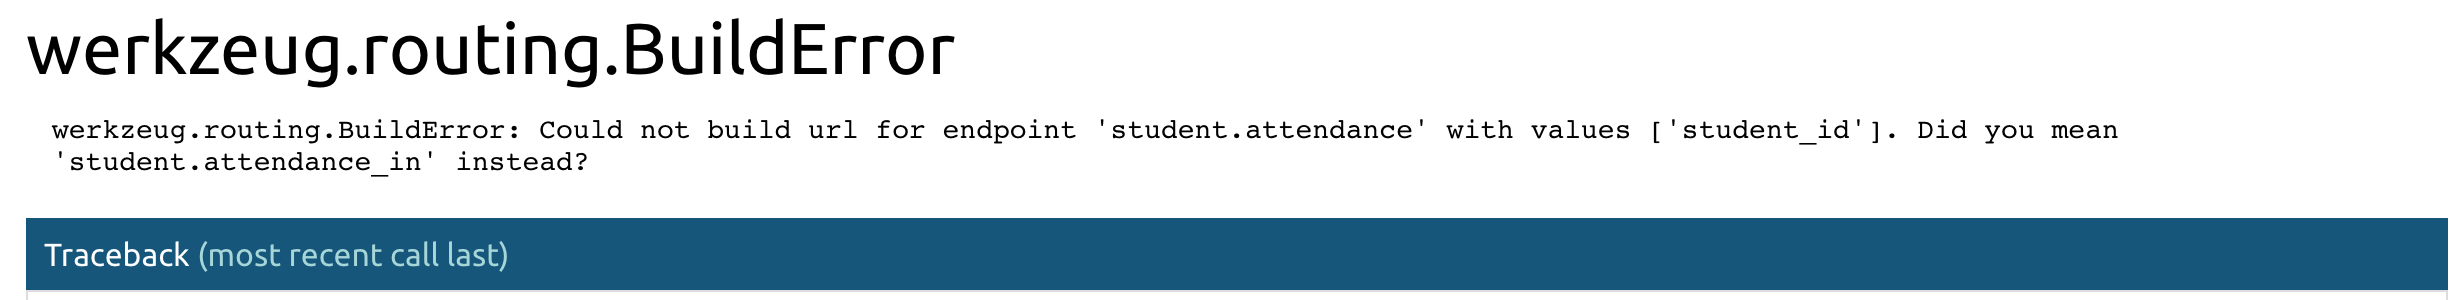 werkzeug.routing.BuildError
werkzeug.routing.BuildError: Could not build url for endpoint 'student.attendance' with values ['student_id']. Did you mean
'student.attendance_in' instead?
Traceback (most recent call last)